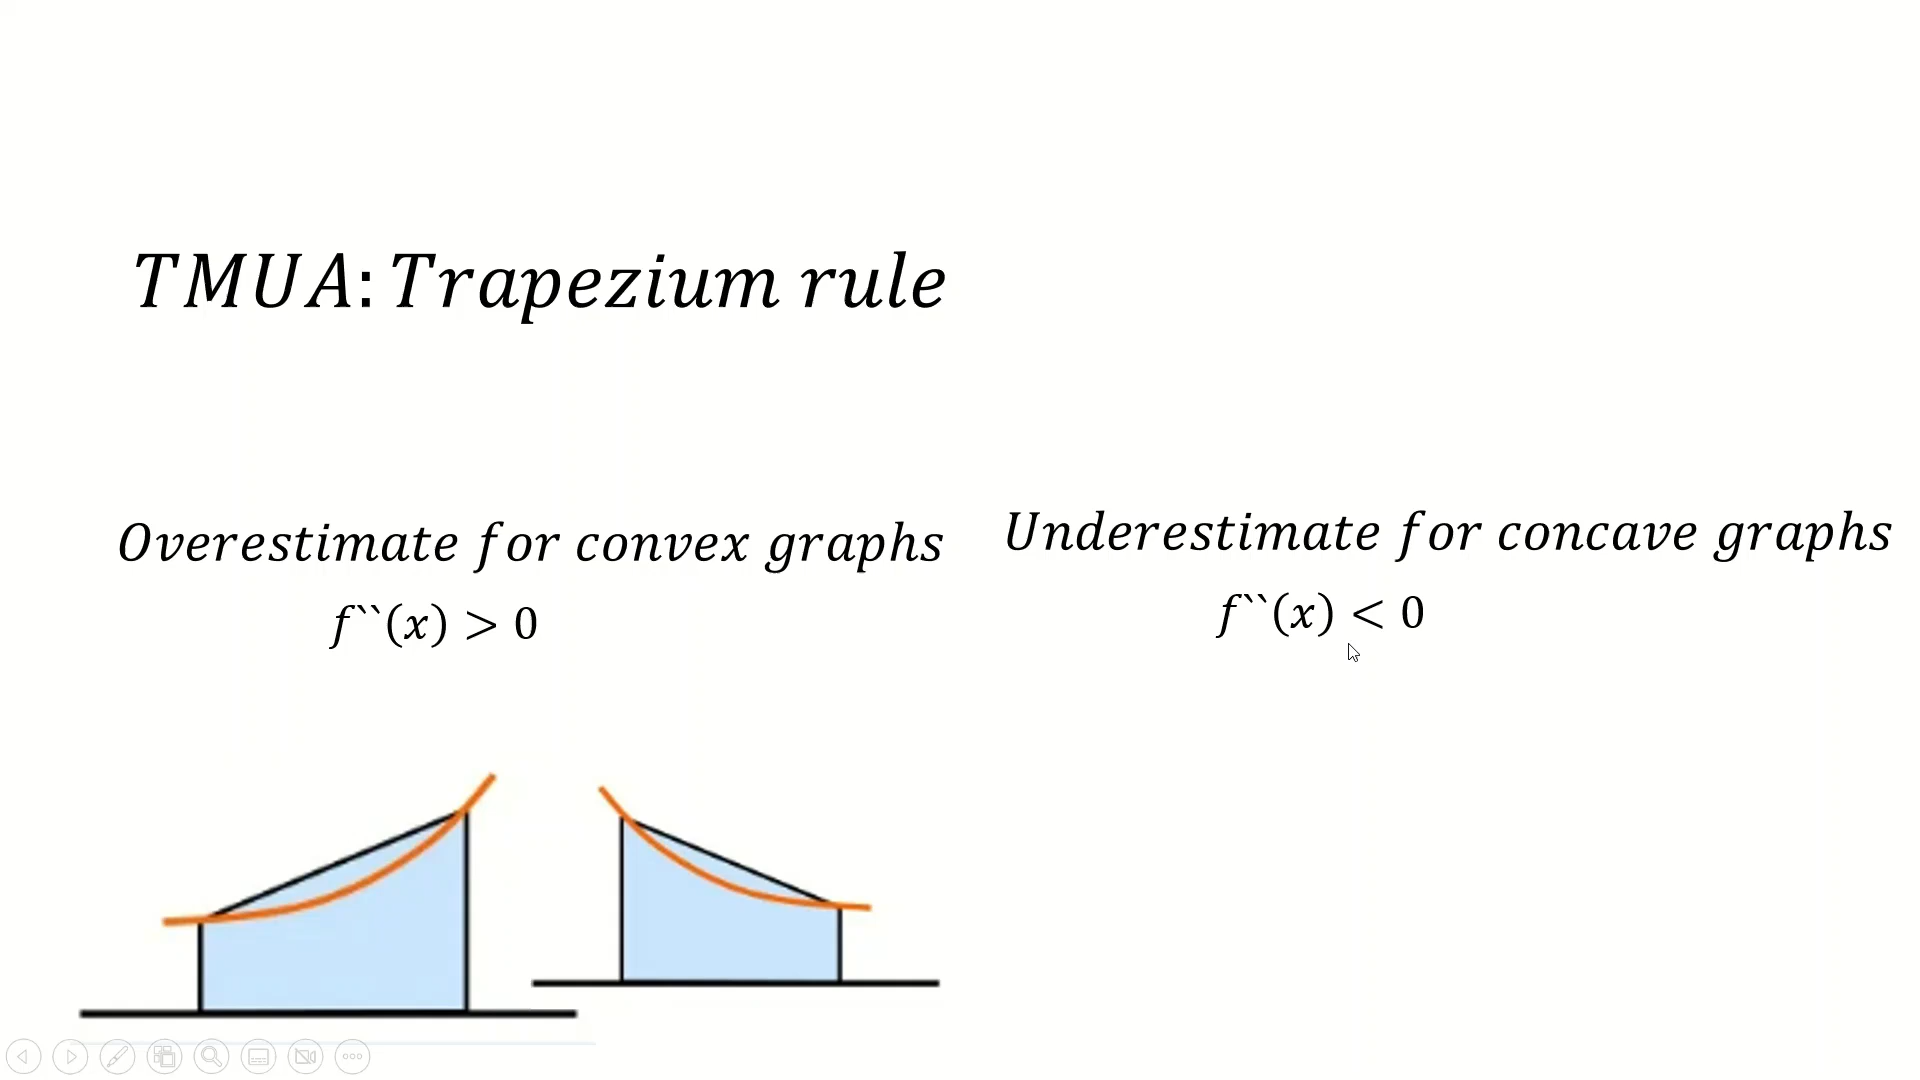 TMUA: Trapezium rule
Overestimate for convex graphs
f``(x) > 0
Underestimate for concave graphs
f``(x) < 0